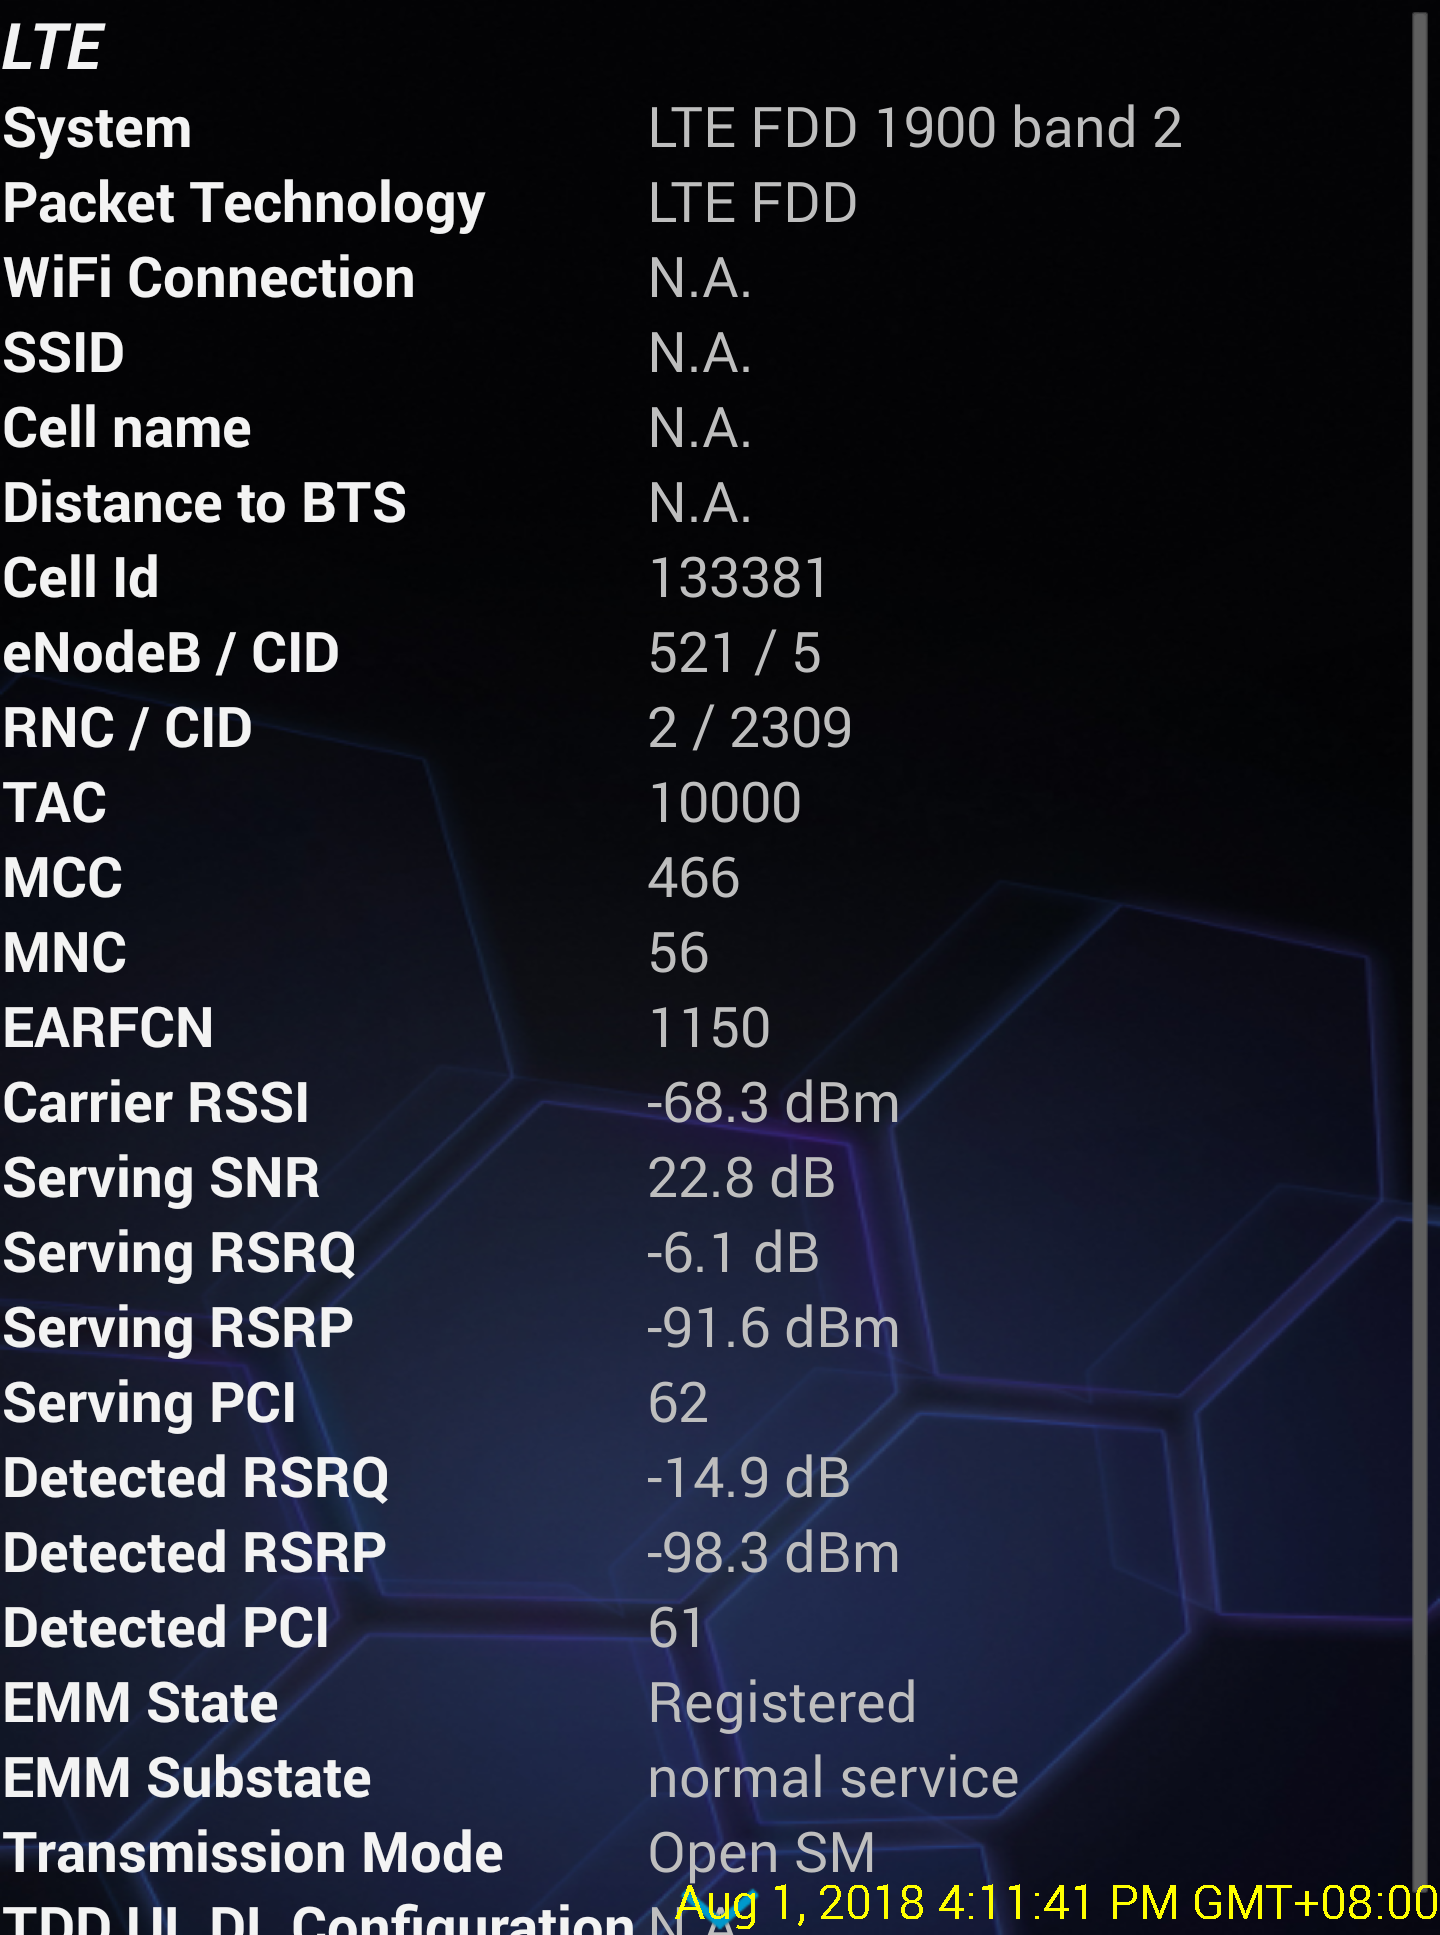 LTE
System LTE FDD 1900 band 2
Packet Technology LTE FDD
WiFi Connection N.A.
SSID N.A.
Cell name N.A.
Distance to BTS N.A.
Cell Id 133381
eNodeB / CID 521 / 5
RNC / CID 2 / 2309
TAC 10000
MCC 466
MNC 56
EARFCN 1150
Carrier RSSI -68.3 dBm
Serving SNR 22.8 dB
Serving RSRQ -6.1 dB
Serving RSRP -91.6 dBm
Serving PCI 62
Detected RSRQ -14.9 dB
Detected RSRP -98.3 dBm
Detected PCI 61
EMM State Registered
EMM Substate normal service
Transmission Mode Open SM
Aug 1, 2018 4:11:41 PM GMT+08:00
TDD UL DL Configuration